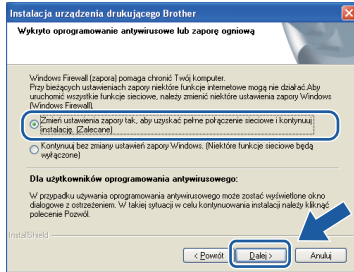 Instalacja urządzenia drukującego Brother
Wykryto oprogramowanie antywirusowe lub zaporę ogniową
Windows Firewall (zapora) pomaga chronić Twój komputer.
Przy bieżących ustawieniach zapory niektóre funkcje internetowe mogą nie działać.Aby
uruchomić wszystkie funkcje sieciowe, należy zmienić niektóre ustawienia zapory Windows
(Windows Firewall).
Zmień ustawienia zapory tak, aby uzyskać pełne połączenie sieciowe i kontynuuj
instalację. (Zalecane)
Kontynuuj bez zmiany ustawień zapory Windows. (Niektóre funkcje sieciowe będą
wyłączone)
Dla użytkowników oprogramowania antywirusowego:
W przypadku używania oprogramowania antywirusowego może zostać wyświetlone okno
dialogowe z ostrzeżeniem. W takiej sytuacji w celu kontynuowania instalacji należy kliknąć
polecenie Pozwól.
InstallShield
< Powrót
Dalej >
Anuluj